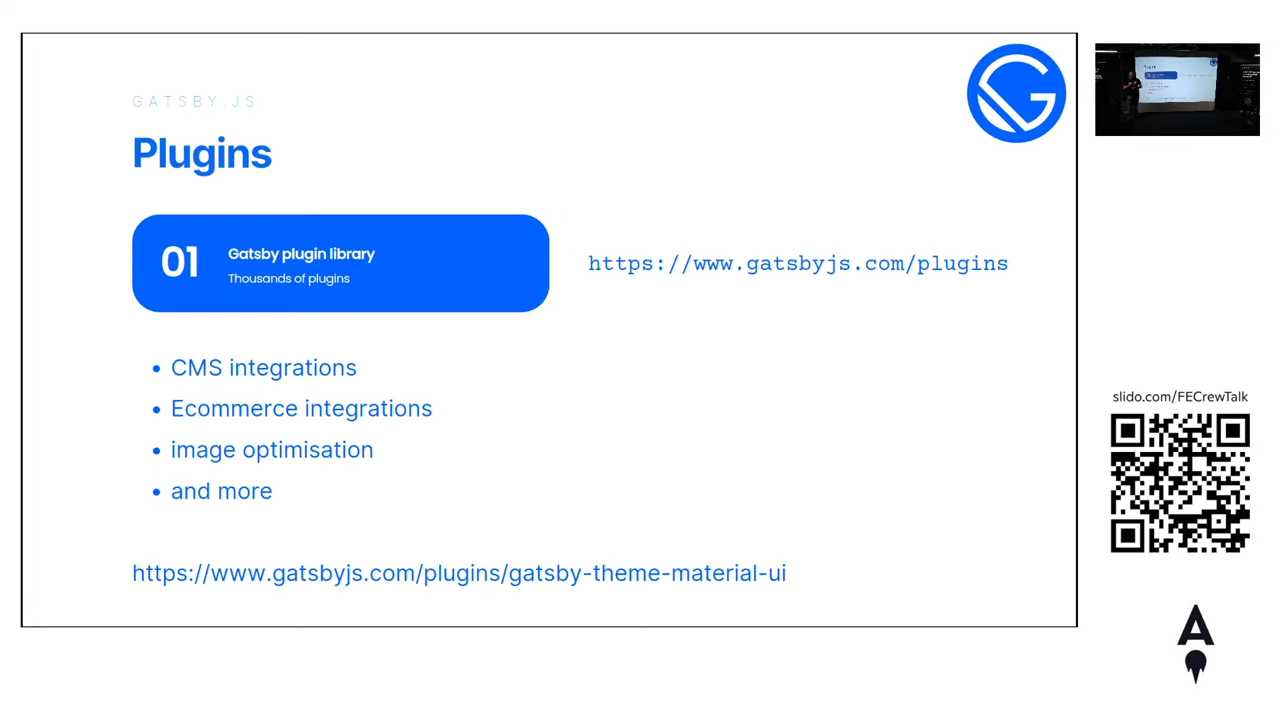 GATSBY.JS
Plugins
01
Gatsby plugin library
Thousands of plugins
https://www.gatsbyjs.com/plugins
• CMS integrations
• Ecommerce integrations
• image optimisation
• and more
https://www.gatsbyjs.com/plugins/gatsby-theme-material-ui
slido.com/FECrewTalk